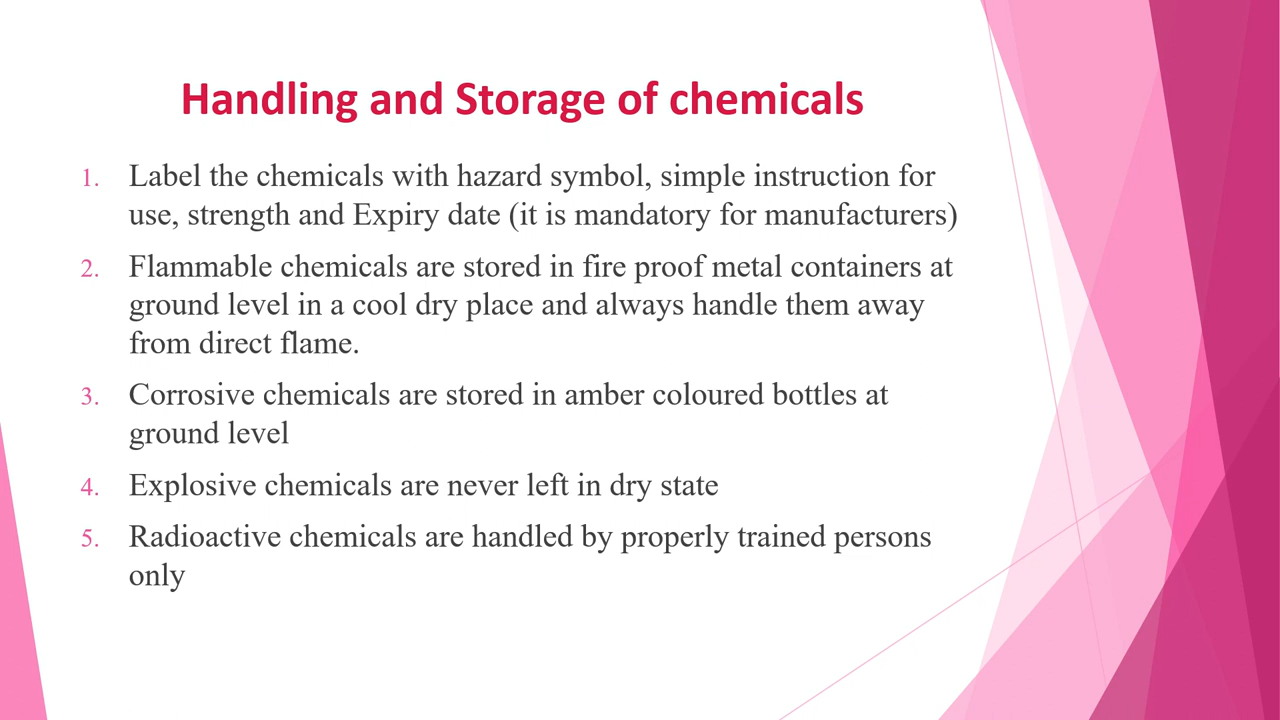 Handling and Storage of chemicals
1. Label the chemicals with hazard symbol, simple instruction for
use, strength and Expiry date (it is mandatory for manufacturers)
2. Flammable chemicals are stored in fire proof metal containers at
ground level in a cool dry place and always handle them away
from direct flame.
3. Corrosive chemicals are stored in amber coloured bottles at
ground level
4. Explosive chemicals are never left in dry state
5. Radioactive chemicals are handled by properly trained persons
only